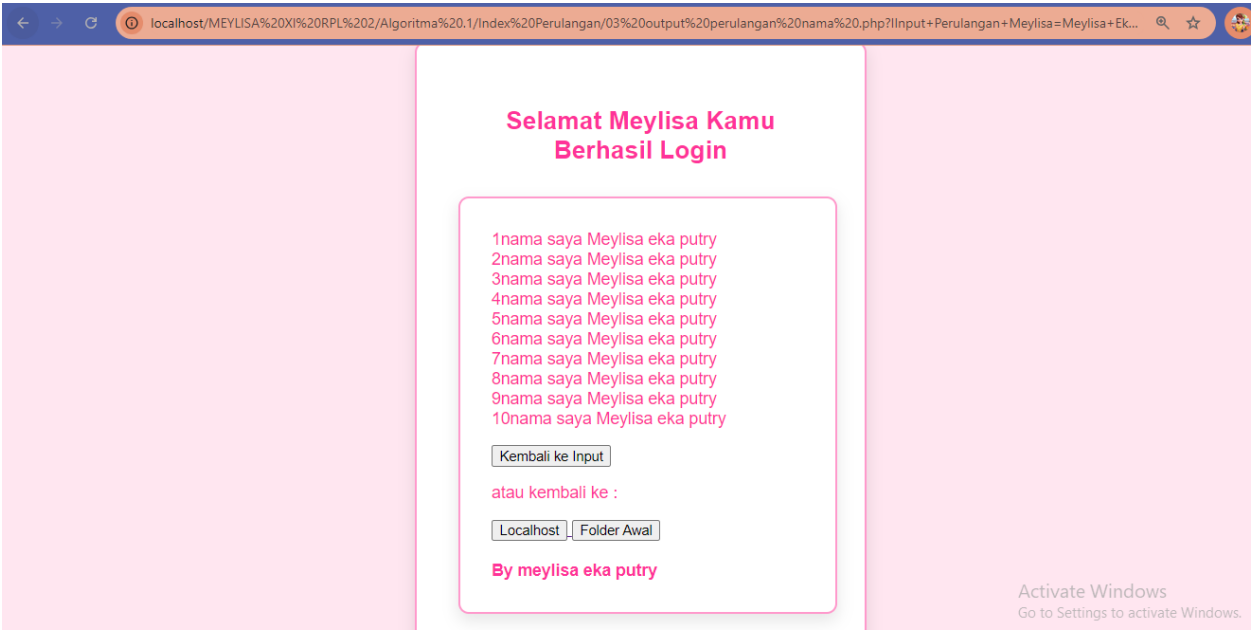 localhost/MEYLISA%20XI%20RPL%202/Algoritma%20.1/Index%20Perulangan/03%20output%20perulangan%20nama%20.php?IInput+Perulangan+Meylisa=Meylisa+Ek...
Selamat Meylisa Kamu
Berhasil Login
1nama saya Meylisa eka putry
2nama saya Meylisa eka putry
3nama saya Meylisa eka putry
4nama saya Meylisa eka putry
5nama saya Meylisa eka putry
6nama saya Meylisa eka putry
7nama saya Meylisa eka putry
8nama saya Meylisa eka putry
9nama saya Meylisa eka putry
10nama saya Meylisa eka putry
Kembali ke Input
atau kembali ke :
Localhost Folder Awal
By meylisa eka putry
Activate Windows
Go to Settings to activate Windows.